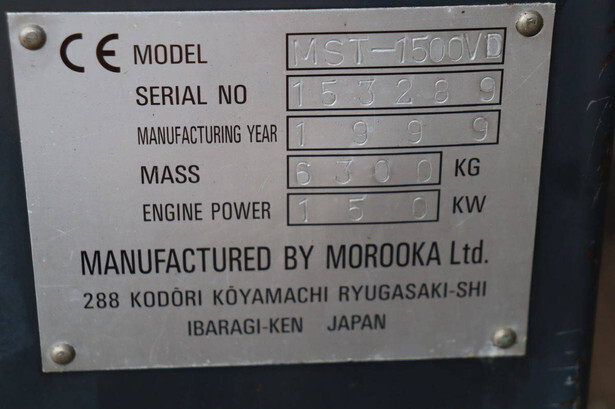 CE MODEL MST-1500VD
SERIAL NO 153289
MANUFACTURING YEAR 1999
MASS 6300 KG
ENGINE POWER 150 KW
MANUFACTURED BY MOROOKA Ltd.
288 KODŌRI KŌYAMACHI RYUGASAKI-SHI
IBARAGI-KEN JAPAN